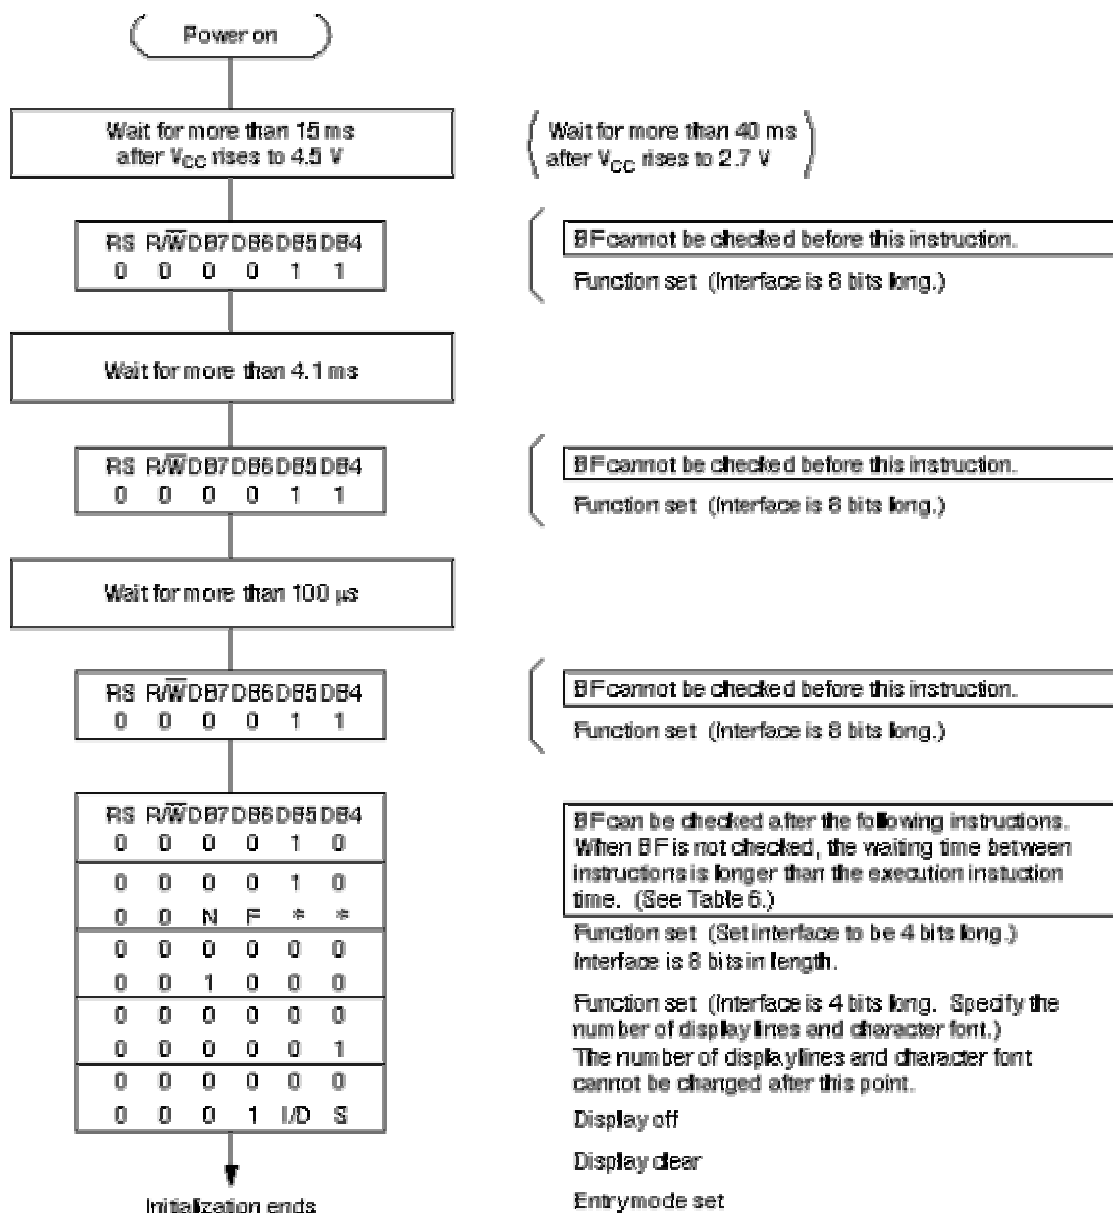 Power on
Wait for more than 15 ms
after VCC rises to 4.5 V
Wait for more than 40 ms
after VCC rises to 2.7 V
RS R/W DB7 DB6 DB5 DB4
0 0 0 0 1 1
BF cannot be checked before this instruction.
Function set (Interface is 8 bits long.)
Wait for more than 4.1 ms
RS R/W DB7 DB6 DB5 DB4
0 0 0 0 1 1
BF cannot be checked before this instruction.
Function set (Interface is 8 bits long.)
Wait for more than 100 µs
RS R/W DB7 DB6 DB5 DB4
0 0 0 0 1 1
BF cannot be checked before this instruction.
Function set (Interface is 8 bits long.)
RS R/W DB7 DB6 DB5 DB4
0 0 0 0 1 0
0 0 0 0 1 0
0 0 N F * *
0 0 0 0 0 0
0 0 1 0 0 0
0 0 0 0 0 0
0 0 0 0 0 1
0 0 0 0 0 0
0 0 0 1 I/D S
BF can be checked after the following instructions.
When BF is not checked, the waiting time between
instructions is longer than the execution instuction
time. (See Table 6.)
Function set (Set interface to be 4 bits long.)
Interface is 8 bits in length.
Function set (Interface is 4 bits long. Specify the
number of display lines and character font.)
The number of display lines and character font
cannot be changed after this point.
Display off
Display clear
Entry mode set
Initialization ends